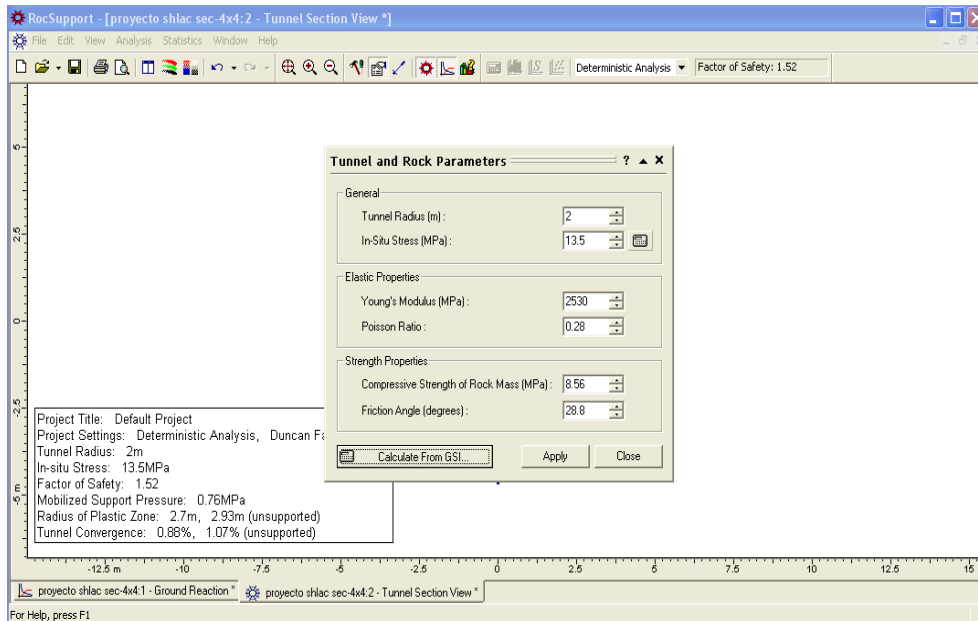 RocSupport - [proyecto shlac sec-4x4:2 - Tunnel Section View *]
File Edit View Analysis Statistics Window Help
Deterministic Analysis Factor of Safety: 1.52
5
2.5
0
-2.5
-5
m
Tunnel and Rock Parameters ? X
General
Tunnel Radius (m) : 2
In-Situ Stress (MPa) : 13.5
Elastic Properties
Young's Modulus (MPa) : 2530
Poisson Ratio : 0.28
Strength Properties
Compressive Strength of Rock Mass (MPa) : 8.56
Friction Angle (degrees) : 28.8
Calculate From GSI... Apply Close
Project Title: Default Project
Project Settings: Deterministic Analysis, Duncan Fa
Tunnel Radius: 2m
In-situ Stress: 13.5MPa
Factor of Safety: 1.52
Mobilized Support Pressure: 0.76MPa
Radius of Plastic Zone: 2.7m, 2.93m (unsupported)
Tunnel Convergence: 0.88%, 1.07% (unsupported)
-12.5 m -10 -7.5 -5 -2.5 0 2.5 5 7.5 10 12.5 15
proyecto shlac sec-4x4:1 - Ground Reaction * proyecto shlac sec-4x4:2 - Tunnel Section View *
For Help, press F1